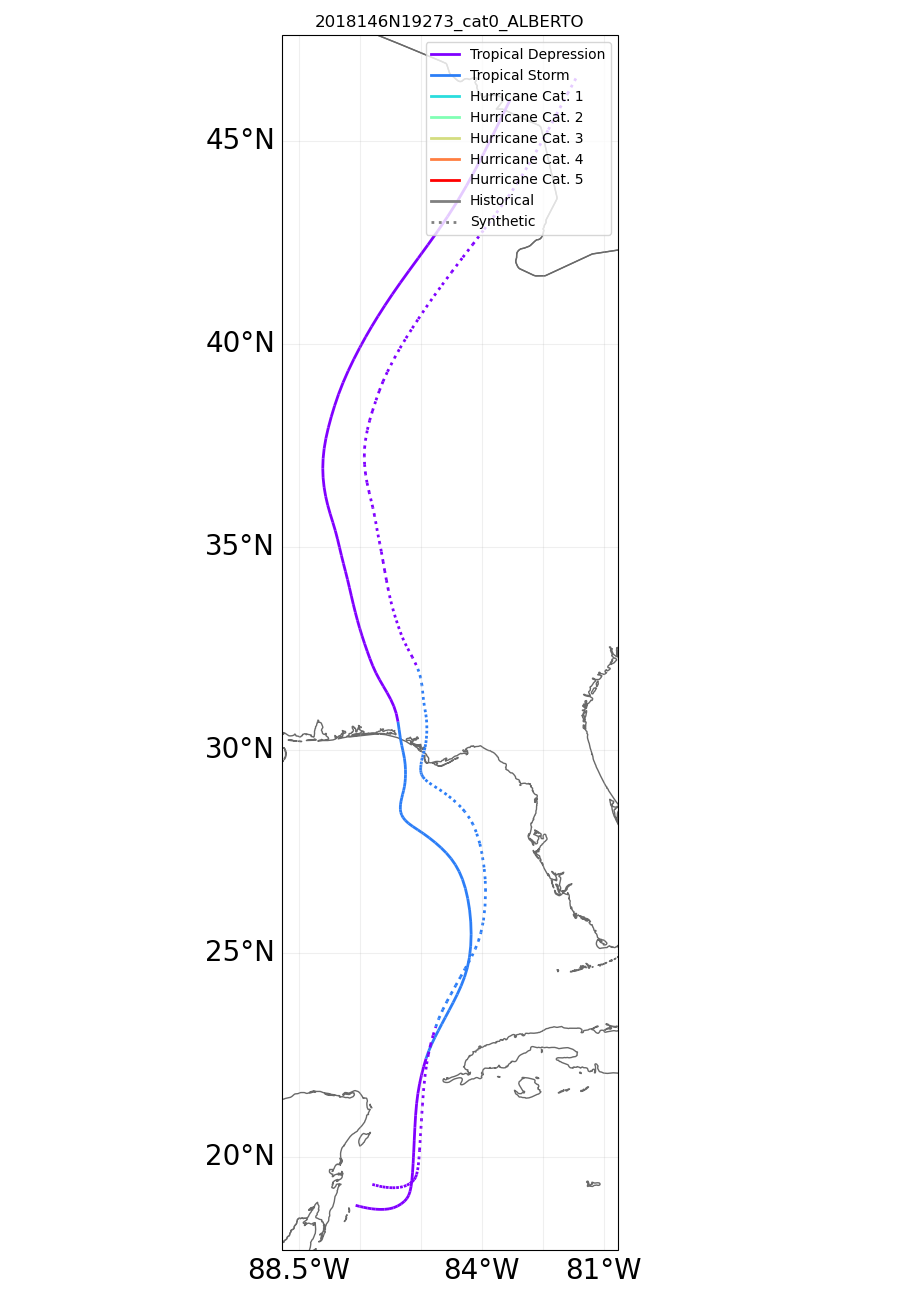 2018146N19273_cat0_ALBERTO
Tropical Depression
Tropical Storm
Hurricane Cat. 1
Hurricane Cat. 2
Hurricane Cat. 3
Hurricane Cat. 4
Hurricane Cat. 5
Historical
Synthetic
45°N
40°N
35°N
30°N
25°N
20°N
88.5°W 84°W 81°W